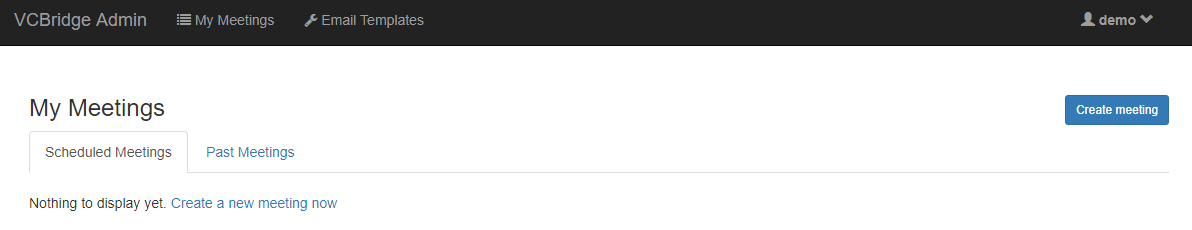 VCBridge Admin My Meetings Email Templates demo
My Meetings Create meeting
Scheduled Meetings Past Meetings
Nothing to display yet. Create a new meeting now